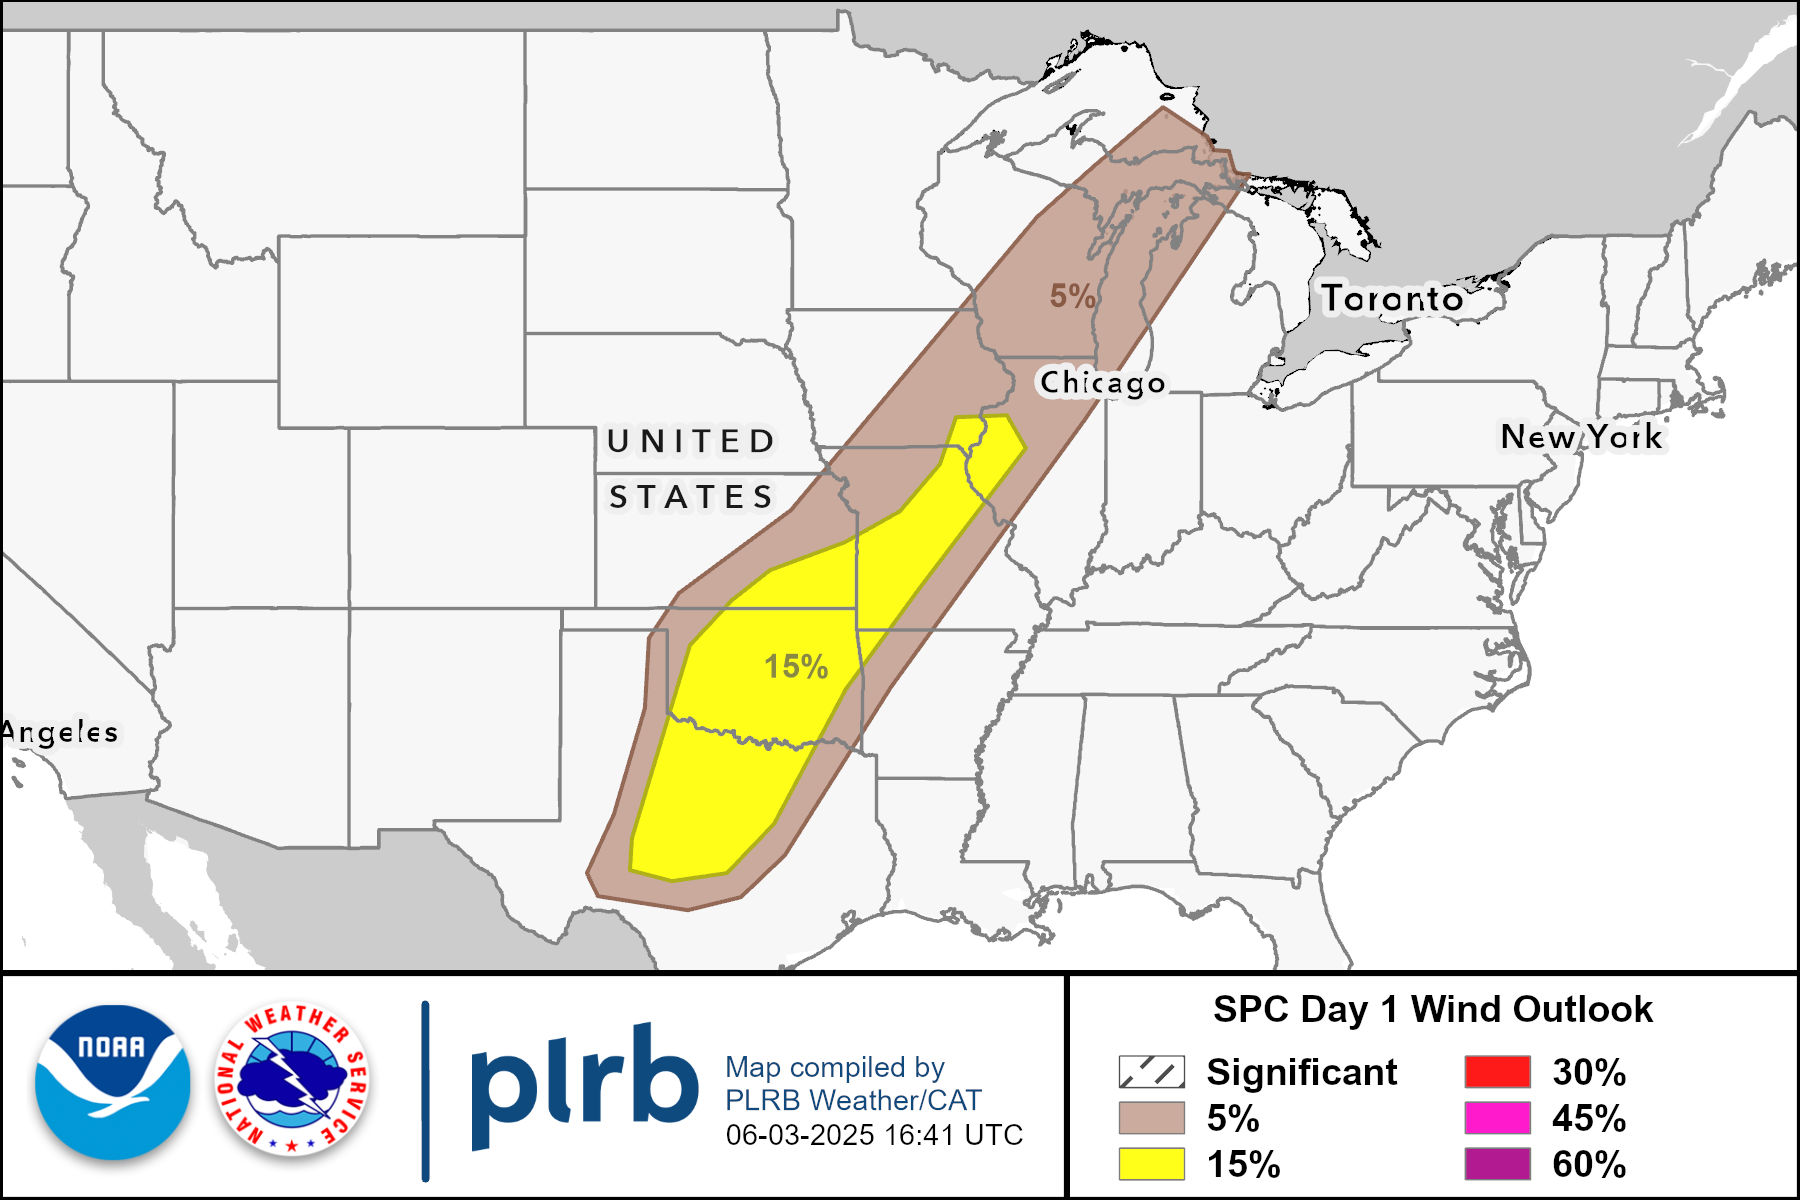 5%
Toronto
Chicago
UNITED
STATES
New York
15%
Angeles
NOAA
NATIONAL WEATHER SERVICE
plrb
Map compiled by
PLRB Weather/CAT
06-03-2025 16:41 UTC
SPC Day 1 Wind Outlook
Significant
5%
15%
30%
45%
60%